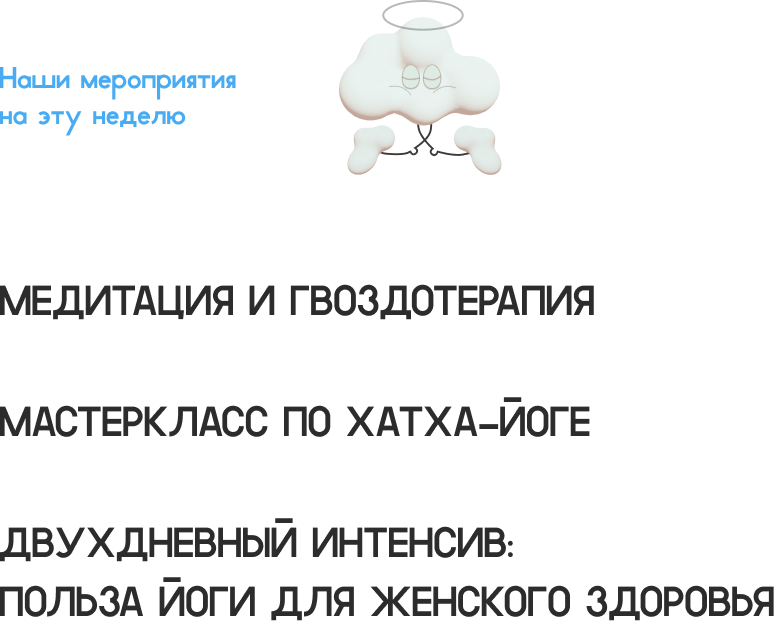 Наши мероприятия
на эту неделю
МЕДИТАЦИЯ И ГВОЗДОТЕРАПИЯ
МАСТЕРКЛАСС ПО ХАТХА-ЙОГЕ
ДВУХДНЕВНЫЙ ИНТЕНСИВ:
ПОЛЬЗА ЙОГИ ДЛЯ ЖЕНСКОГО ЗДОРОВЬЯ